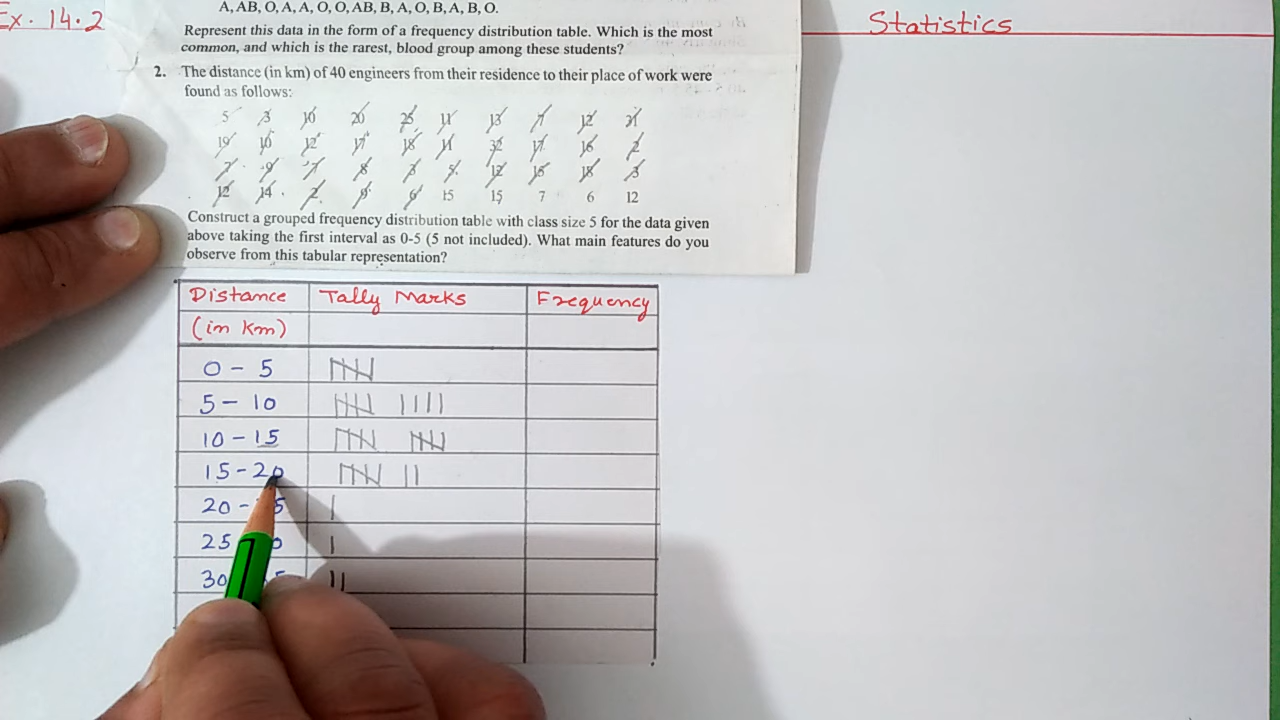 Ex. 14.2
Statistics
A, AB, O, A, A, O, O, AB, B, A, O, B, A, B, O.
Represent this data in the form of a frequency distribution table. Which is the most
common, and which is the rarest, blood group among these students?
2. The distance (in km) of 40 engineers from their residence to their place of work were
found as follows:
5 3 10 20 25 11 13 7 12 31
19 10 12 17 18 11 32 17 16 2
7 9 7 8 3 5 12 15 18 3
12 14 2 9 6 15 15 7 6 12
Construct a grouped frequency distribution table with class size 5 for the data given
above taking the first interval as 0-5 (5 not included). What main features do you
observe from this tabular representation?
Distance Tally Marks Frequency
(in Km)
0 - 5
5 - 10
10 - 15
15 - 20
20 -
25
30